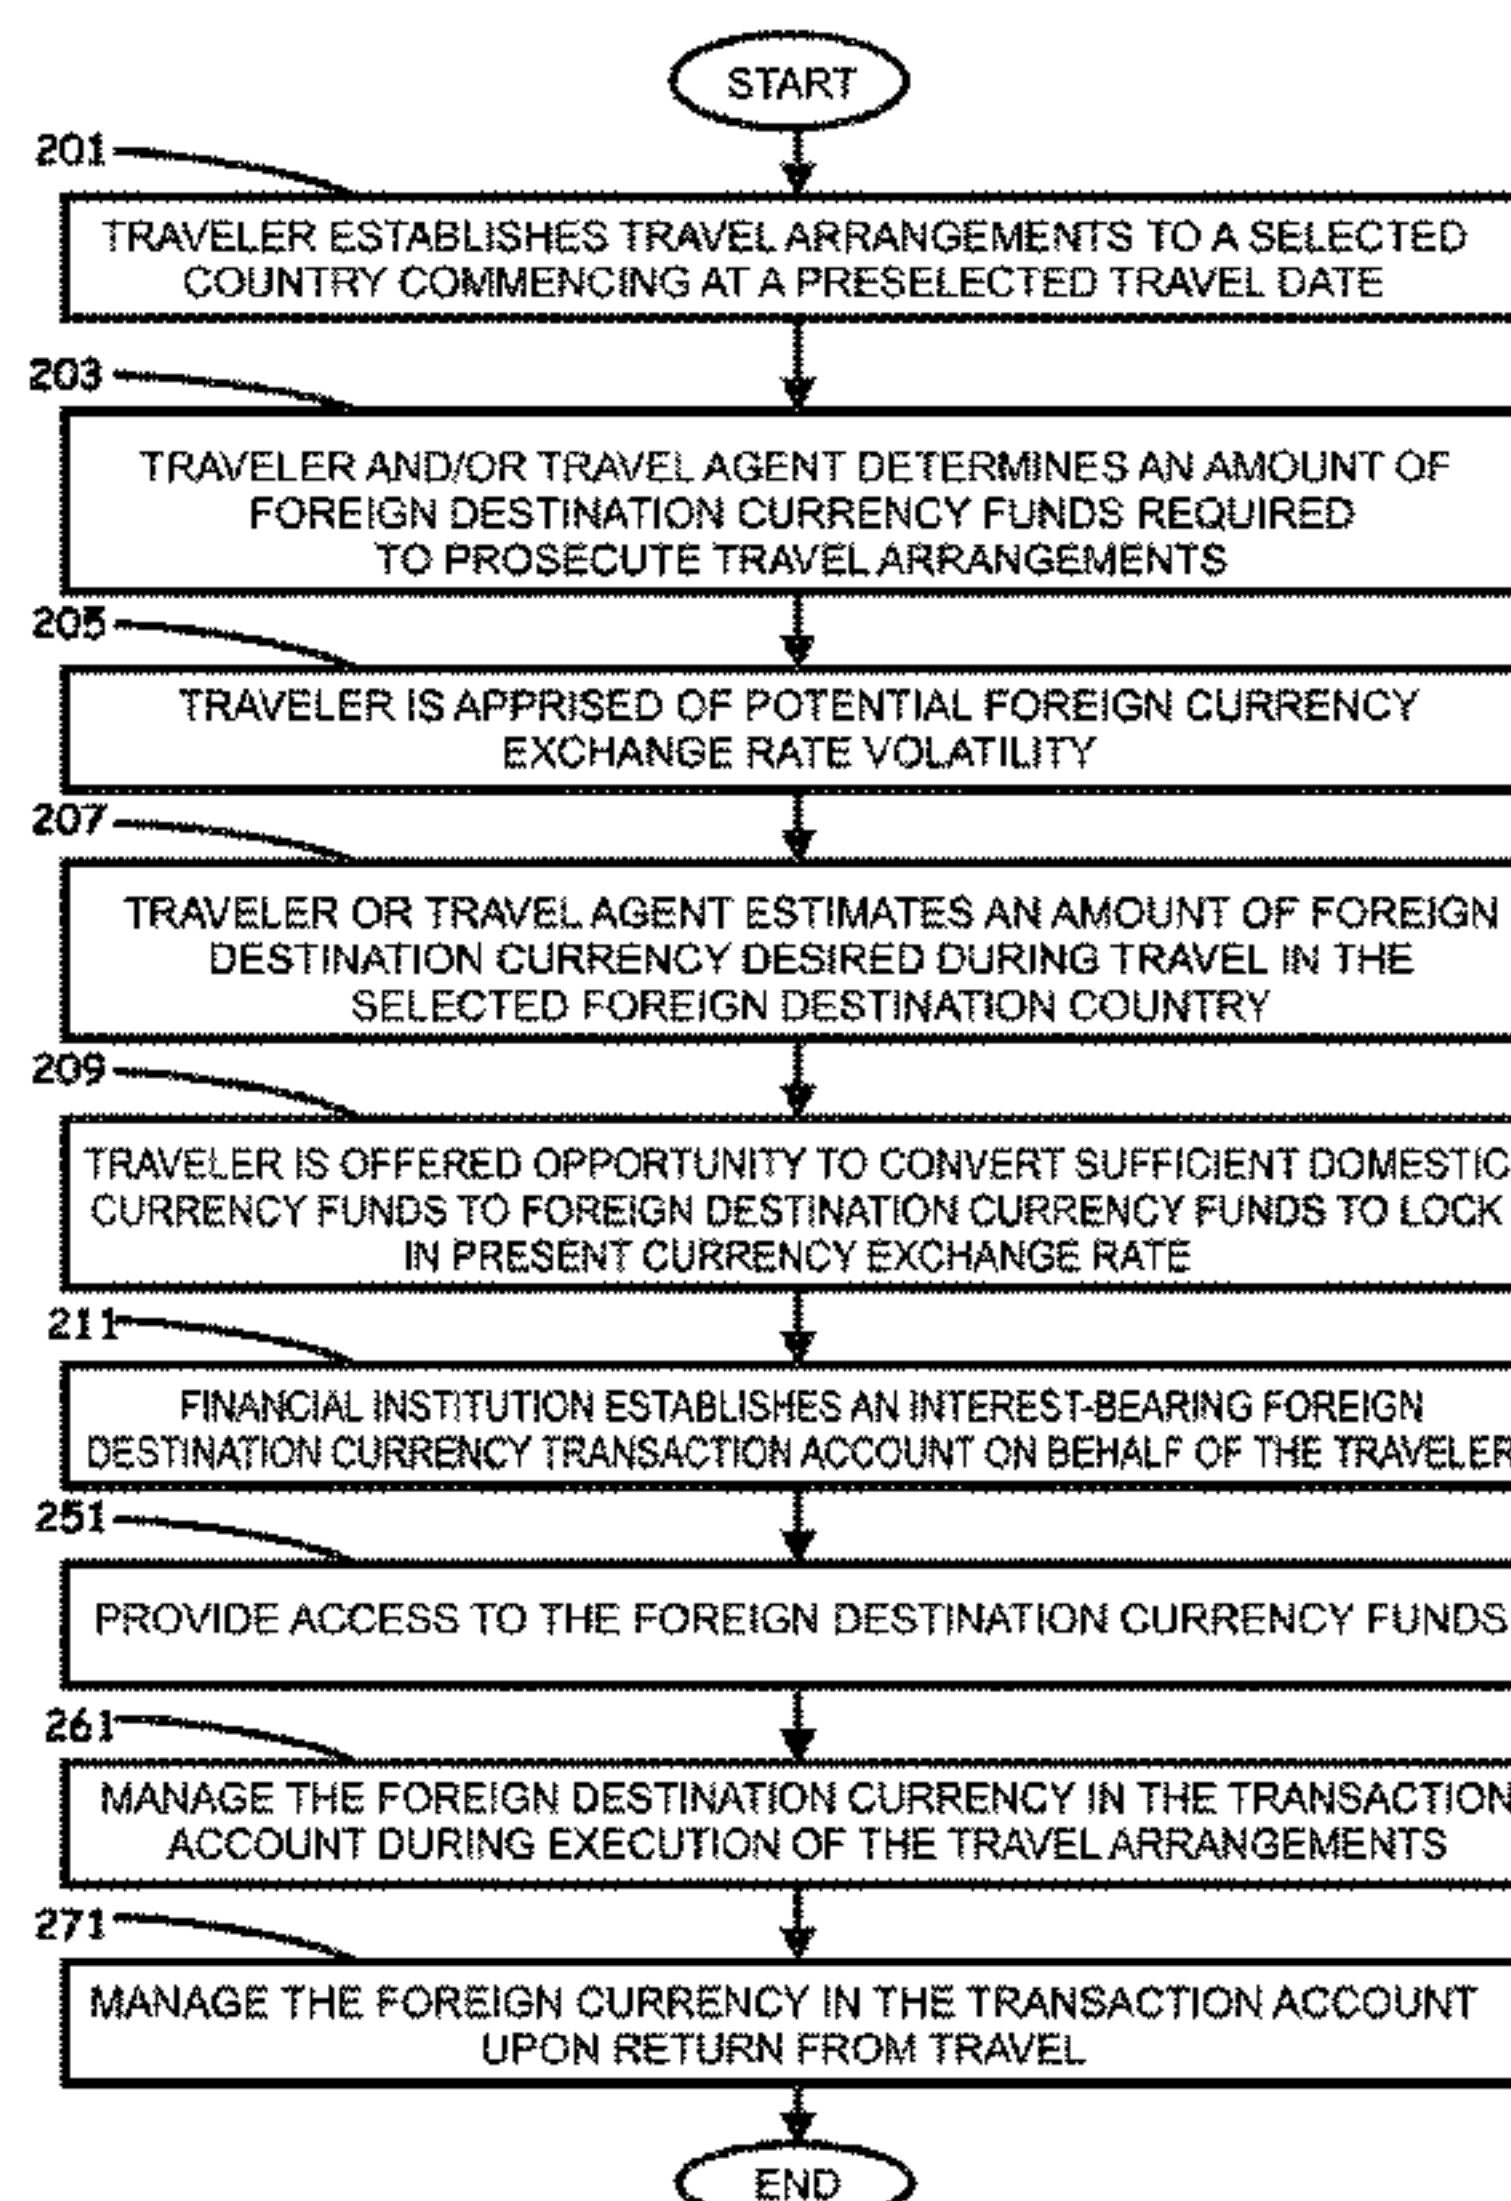 START
201
TRAVELER ESTABLISHES TRAVEL ARRANGEMENTS TO A SELECTED
COUNTRY COMMENCING AT A PRESELECTED TRAVEL DATE
203
TRAVELER AND/OR TRAVEL AGENT DETERMINES AN AMOUNT OF
FOREIGN DESTINATION CURRENCY FUNDS REQUIRED
TO PROSECUTE TRAVEL ARRANGEMENTS
205
TRAVELER IS APPRISED OF POTENTIAL FOREIGN CURRENCY
EXCHANGE RATE VOLATILITY
207
TRAVELER OR TRAVEL AGENT ESTIMATES AN AMOUNT OF FOREIGN
DESTINATION CURRENCY DESIRED DURING TRAVEL IN THE
SELECTED FOREIGN DESTINATION COUNTRY
209
TRAVELER IS OFFERED OPPORTUNITY TO CONVERT SUFFICIENT DOMESTIC
CURRENCY FUNDS TO FOREIGN DESTINATION CURRENCY FUNDS TO LOCK
IN PRESENT CURRENCY EXCHANGE RATE
211
FINANCIAL INSTITUTION ESTABLISHES AN INTEREST-BEARING FOREIGN
DESTINATION CURRENCY TRANSACTION ACCOUNT ON BEHALF OF THE TRAVELER
251
PROVIDE ACCESS TO THE FOREIGN DESTINATION CURRENCY FUNDS
261
MANAGE THE FOREIGN DESTINATION CURRENCY IN THE TRANSACTION
ACCOUNT DURING EXECUTION OF THE TRAVEL ARRANGEMENTS
271
MANAGE THE FOREIGN CURRENCY IN THE TRANSACTION ACCOUNT
UPON RETURN FROM TRAVEL
END